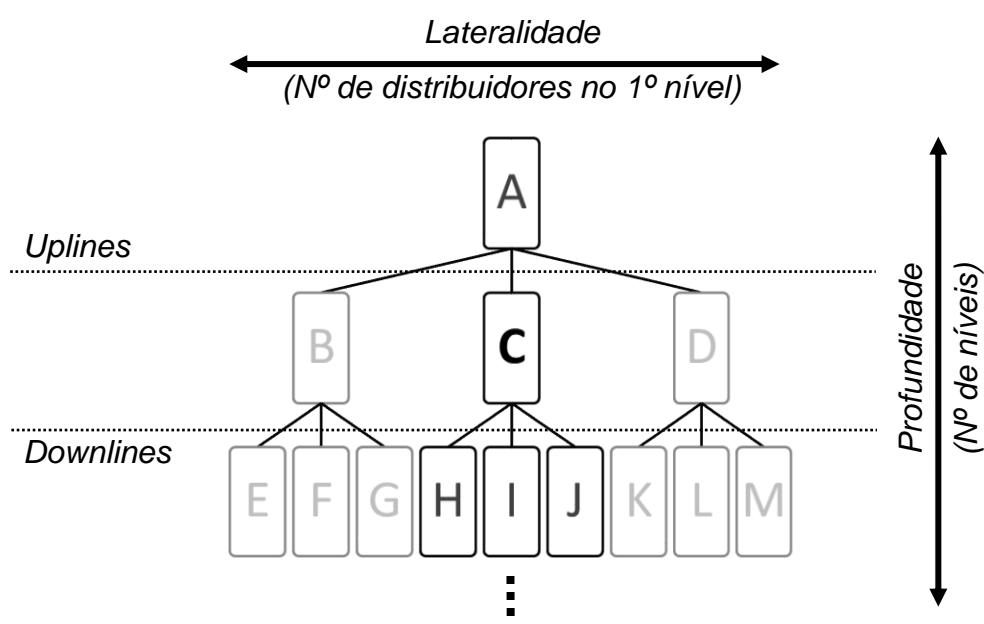 Lateralidade
(Nº de distribuidores no 1º nível)
A
Uplines
B C D
Downlines
E F G H I J K L M
Profundidade
(Nº de níveis)